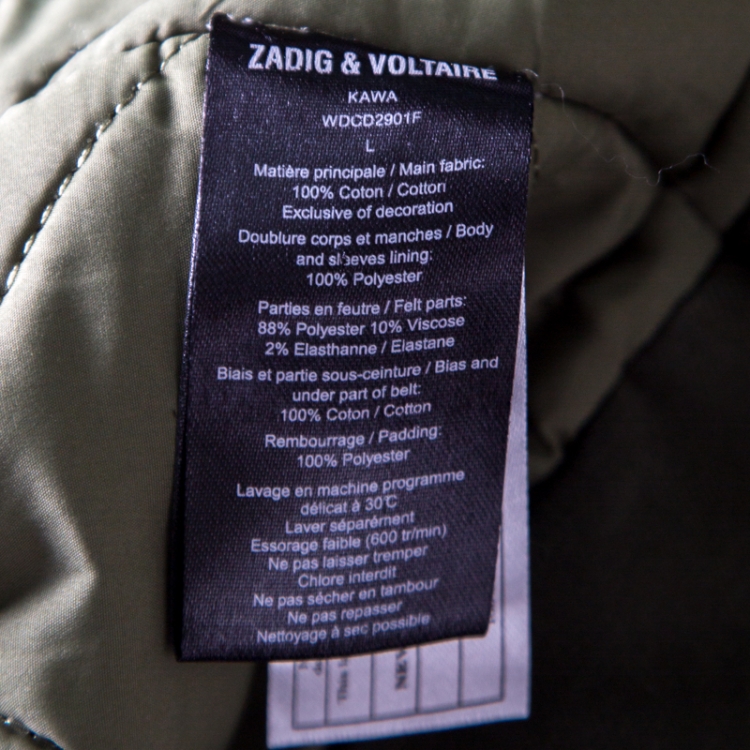 ZADIG & VOLTAIRE
KAWA
WDCD2901F
L
Matière principale / Main fabric:
100% Coton / Cotton
Exclusive of decoration
Doublure corps et manches / Body
and sleeves lining:
100% Polyester
Parties en feutre / Felt parts:
88% Polyester 10% Viscose
2% Elasthanne / Elastane
Biais et partie sous-ceinture / Bias and
under part of belt:
100% Coton / Cotton
Rembourrage / Padding:
100% Polyester
Lavage en machine programme
délicat à 30°C
Laver séparément
Essorage faible (600 tr/min)
Ne pas laisser tremper
Chlore interdit
Ne pas sécher en tambour
Ne pas repasser
Nettoyage à sec possible
This